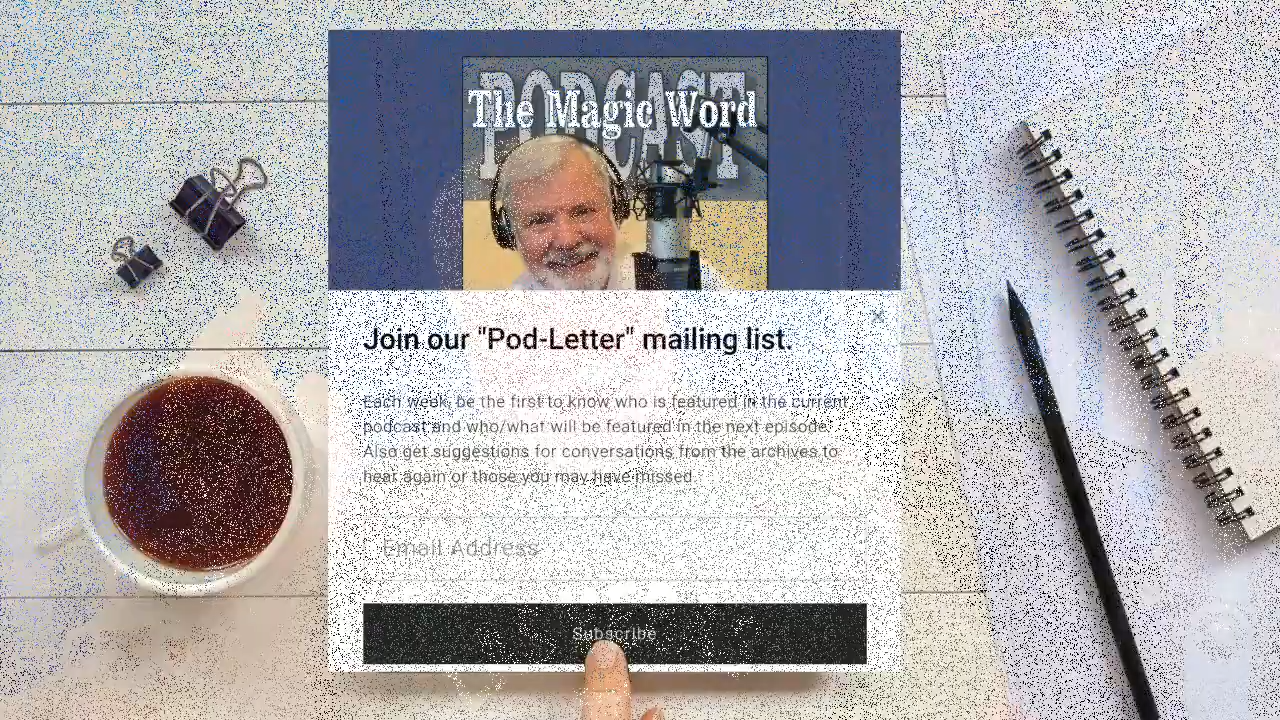 PODCAST
The Magic Word
Join our "Pod-Letter" mailing list.
Each week, be the first to know who is featured in the current
podcast and who/what will be featured in the next episode.
Also get suggestions for conversations from the archives to
hear again or those you may have missed.
Email Address
Subscribe